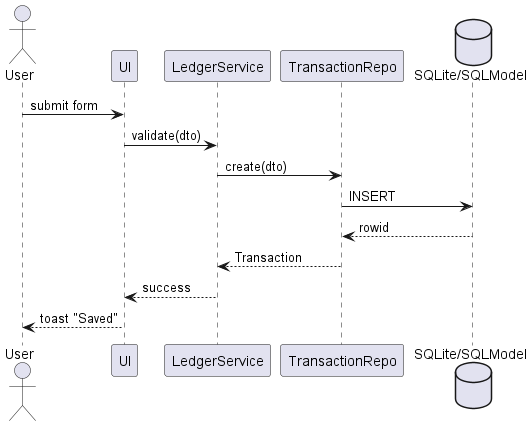 User
UI
LedgerService
TransactionRepo
SQLite/SQLModel
submit form
validate(dto)
create(dto)
INSERT
rowid
Transaction
success
toast "Saved"
User
UI
LedgerService
TransactionRepo
SQLite/SQLModel